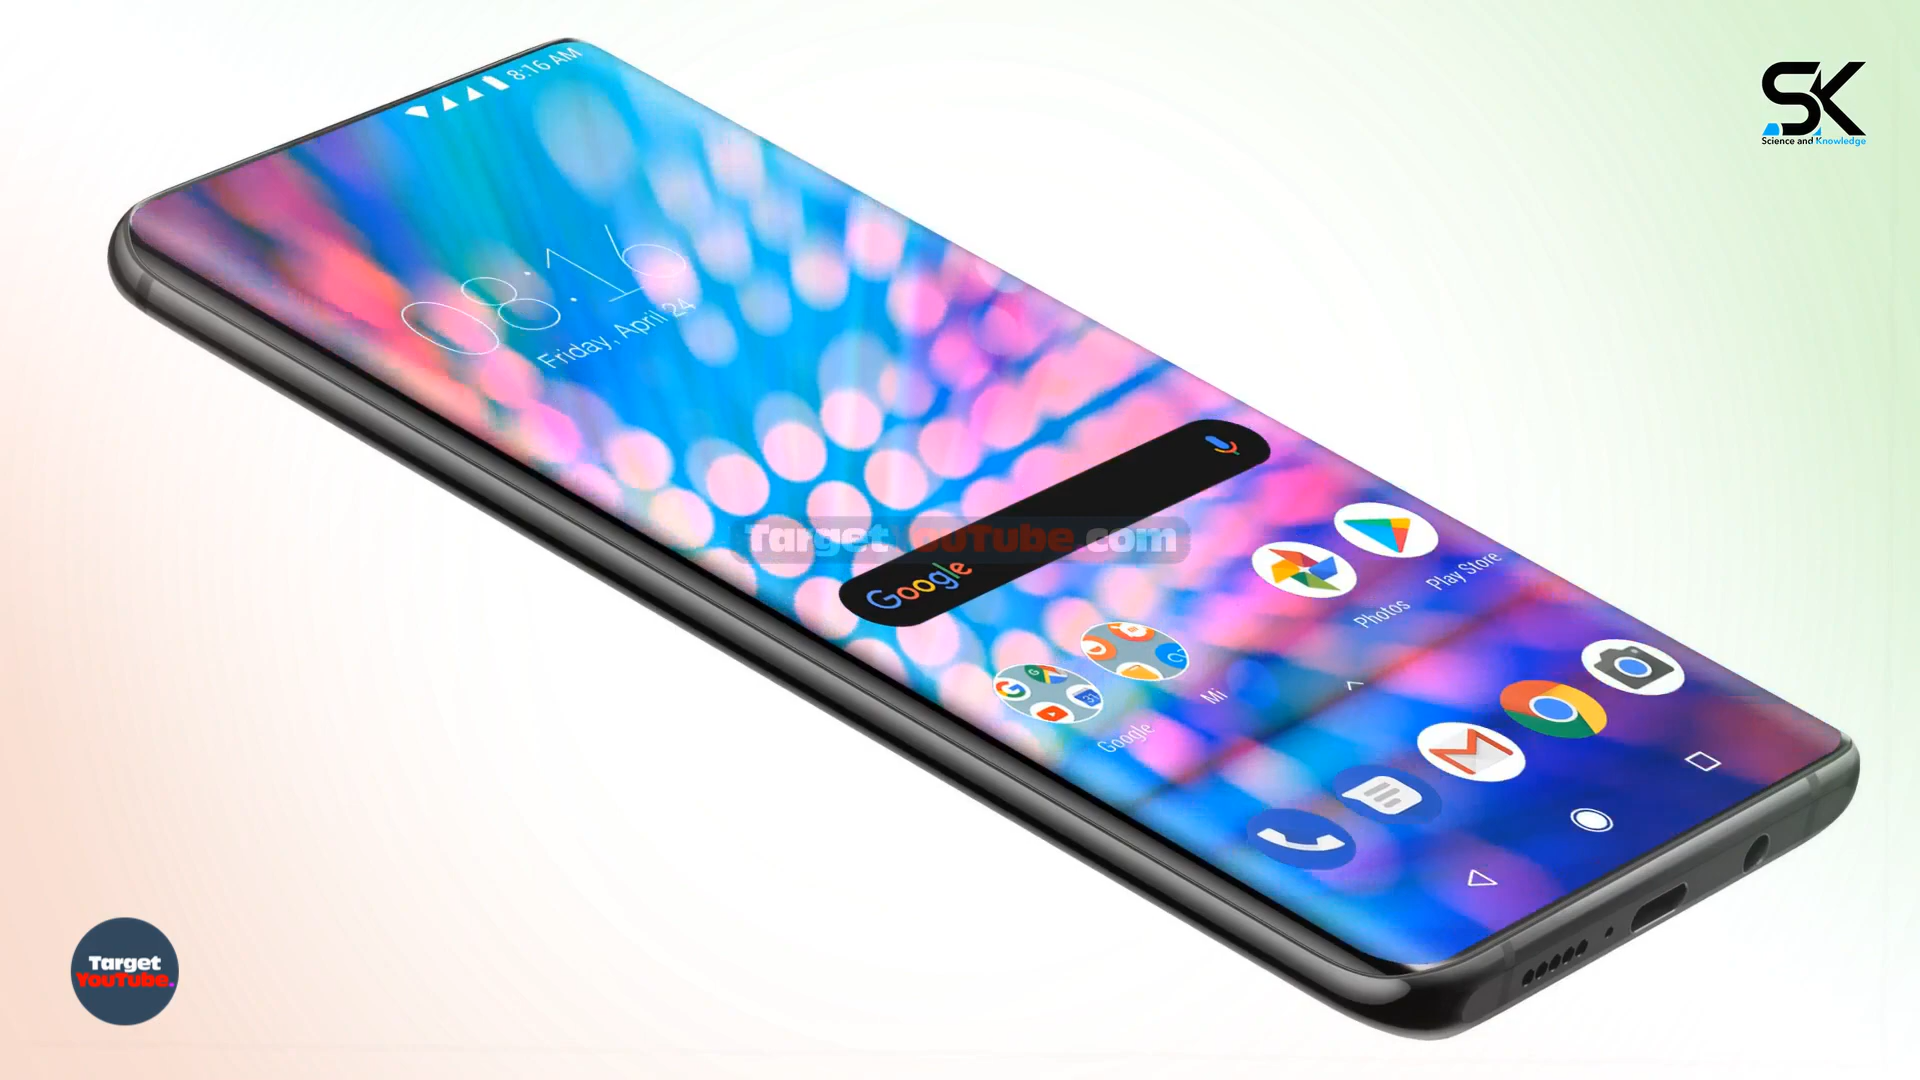 8:16 AM
SK
Science and Knowledge
08:16
Friday, April 24
Target YouTube.com
Google
Play Store
Photos
Mi
Google
31
Target
YouTube.